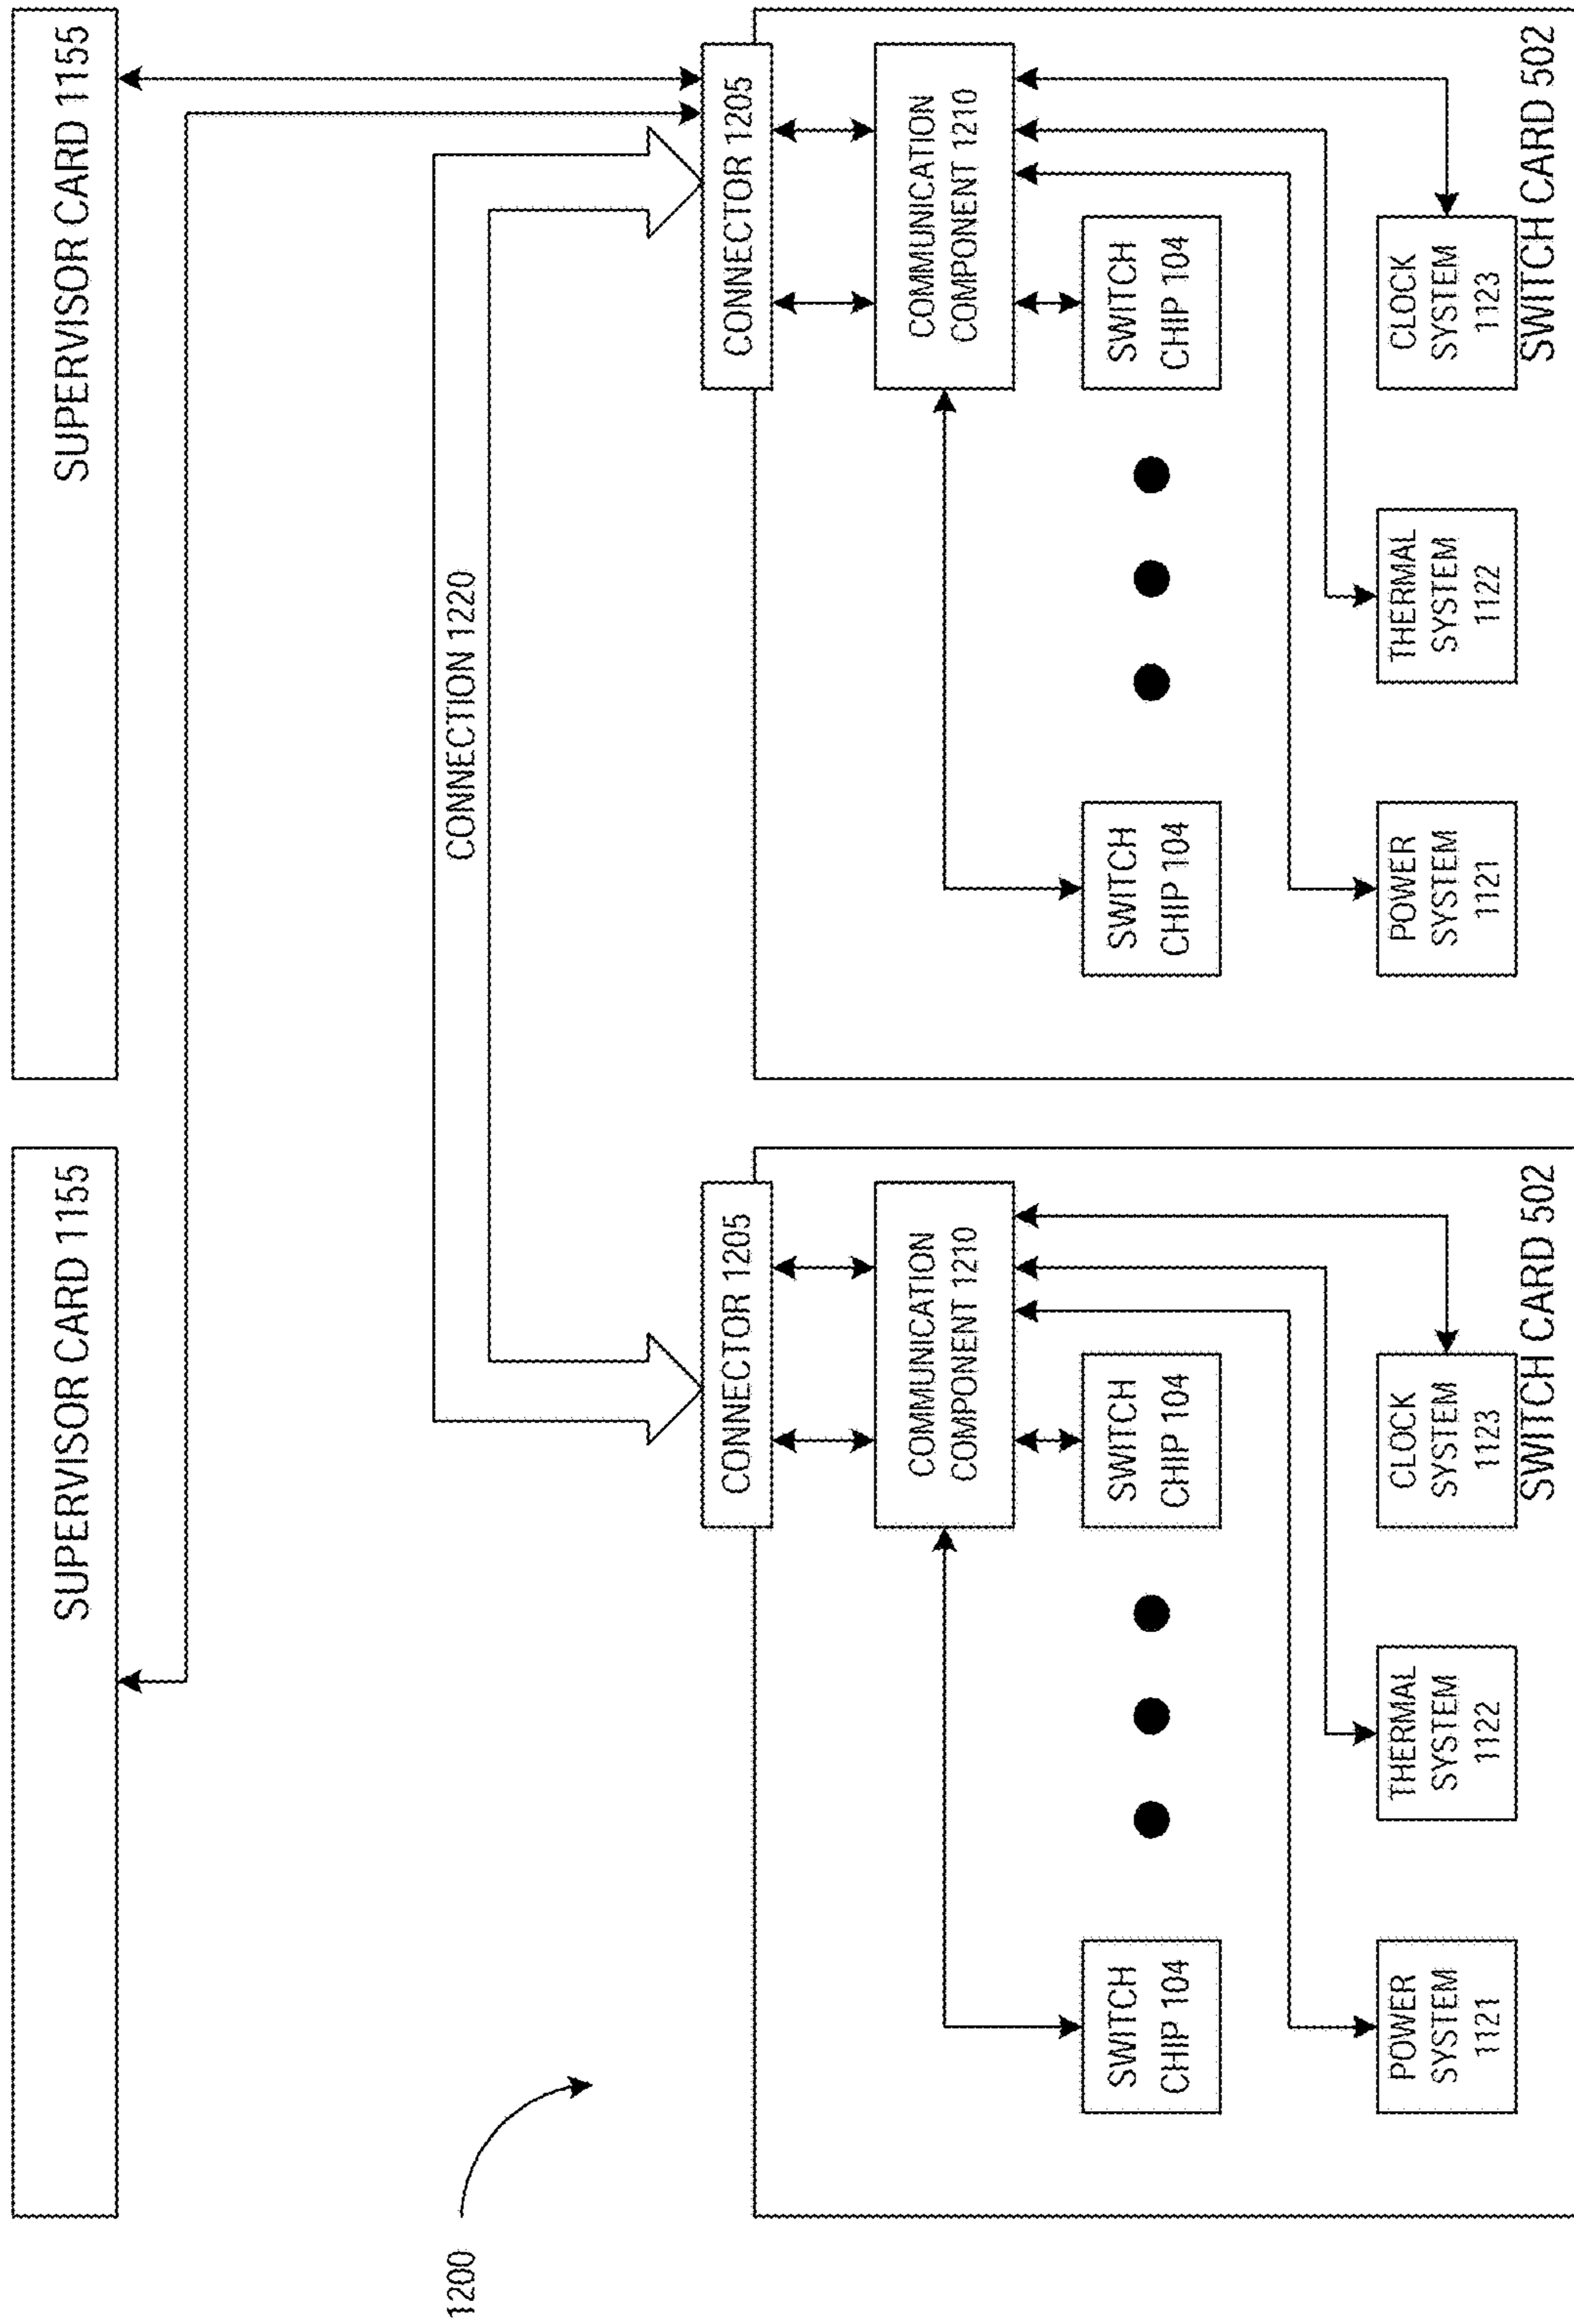 1200
SUPERVISOR CARD 1155
SUPERVISOR CARD 1155
CONNECTION 1220
CONNECTOR 1205
COMMUNICATION
COMPONENT 1210
SWITCH
CHIP 104
SWITCH
CHIP 104
POWER
SYSTEM
1121
THERMAL
SYSTEM
1122
CLOCK
SYSTEM
1123
SWITCH CARD 502
CONNECTOR 1205
COMMUNICATION
COMPONENT 1210
SWITCH
CHIP 104
SWITCH
CHIP 104
POWER
SYSTEM
1121
THERMAL
SYSTEM
1122
CLOCK
SYSTEM
1123
SWITCH CARD 502